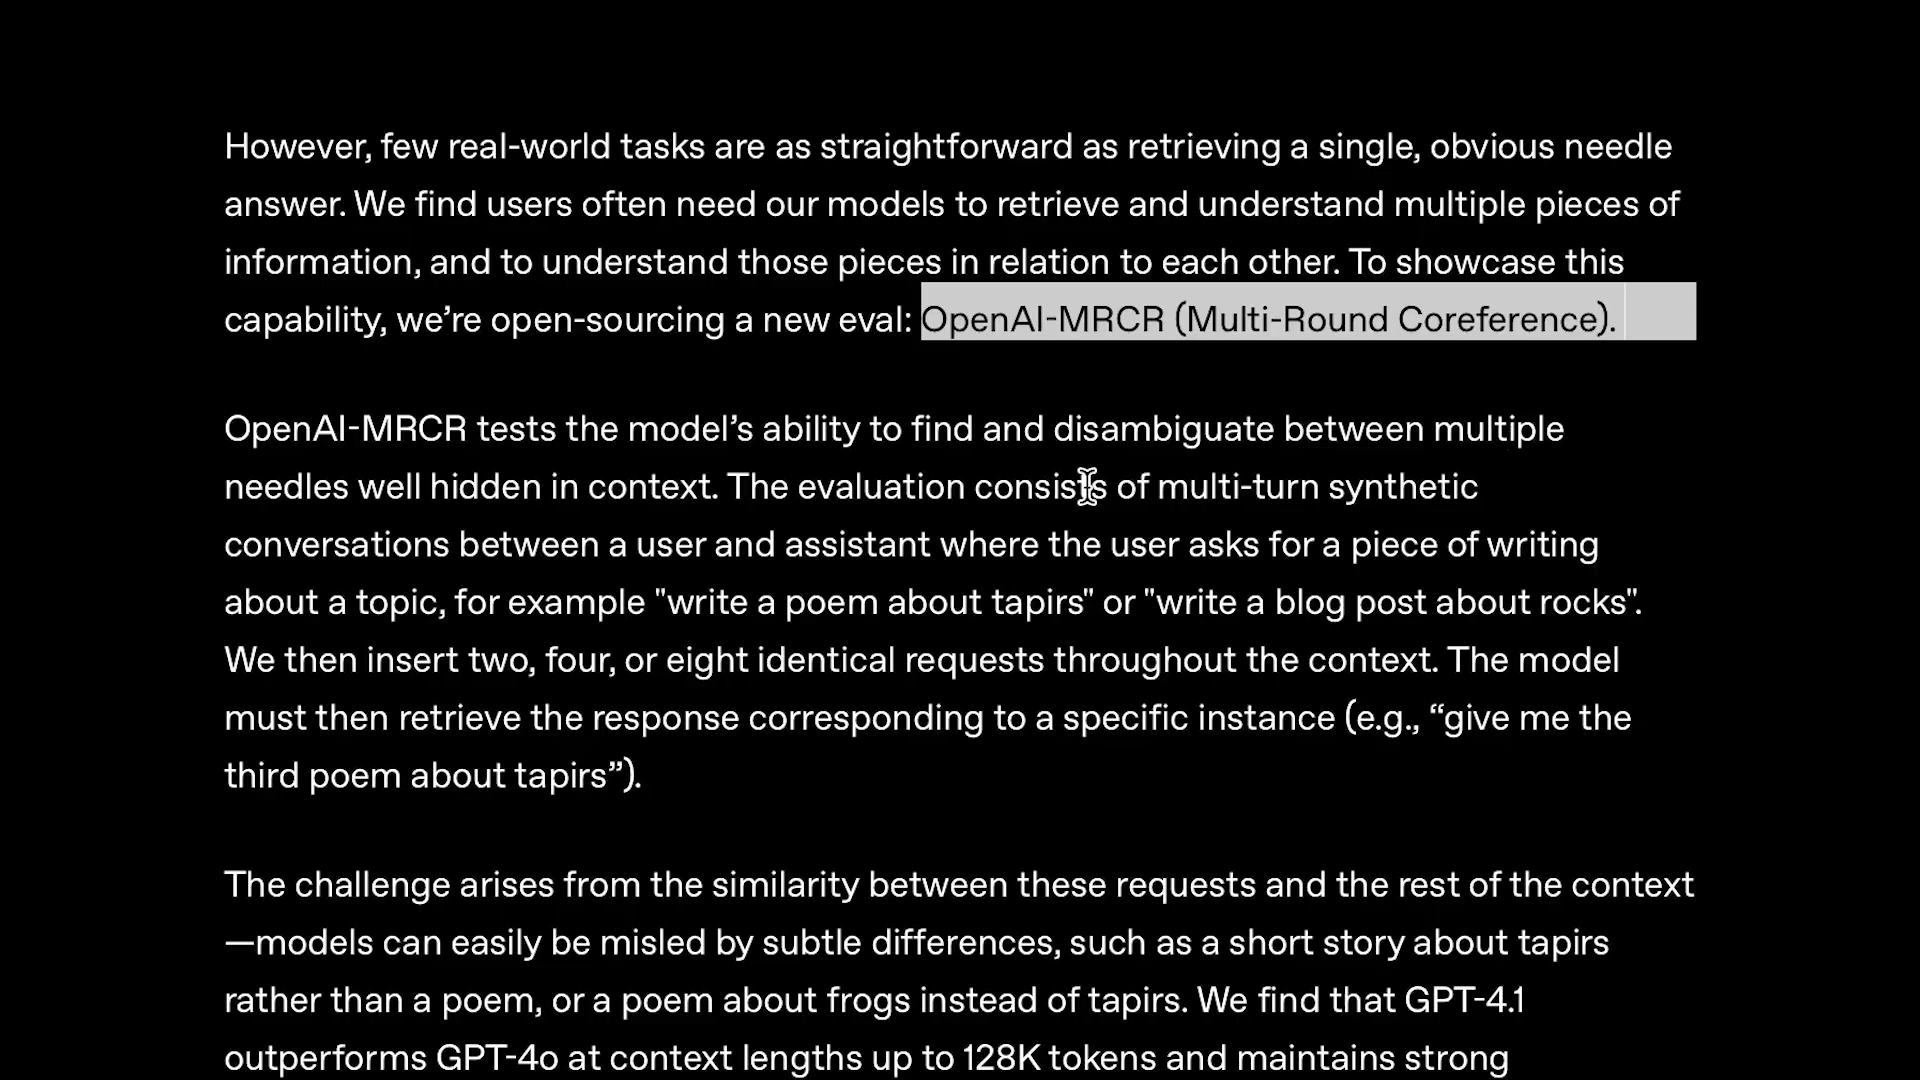 However, few real-world tasks are as straightforward as retrieving a single, obvious needle
answer. We find users often need our models to retrieve and understand multiple pieces of
information, and to understand those pieces in relation to each other. To showcase this
capability, we’re open-sourcing a new eval: OpenAI-MRCR (Multi-Round Coreference).
OpenAI-MRCR tests the model’s ability to find and disambiguate between multiple
needles well hidden in context. The evaluation consists of multi-turn synthetic
conversations between a user and assistant where the user asks for a piece of writing
about a topic, for example "write a poem about tapirs" or "write a blog post about rocks".
We then insert two, four, or eight identical requests throughout the context. The model
must then retrieve the response corresponding to a specific instance (e.g., “give me the
third poem about tapirs”).
The challenge arises from the similarity between these requests and the rest of the context
—models can easily be misled by subtle differences, such as a short story about tapirs
rather than a poem, or a poem about frogs instead of tapirs. We find that GPT-4.1
outperforms GPT-4o at context lengths up to 128K tokens and maintains strong